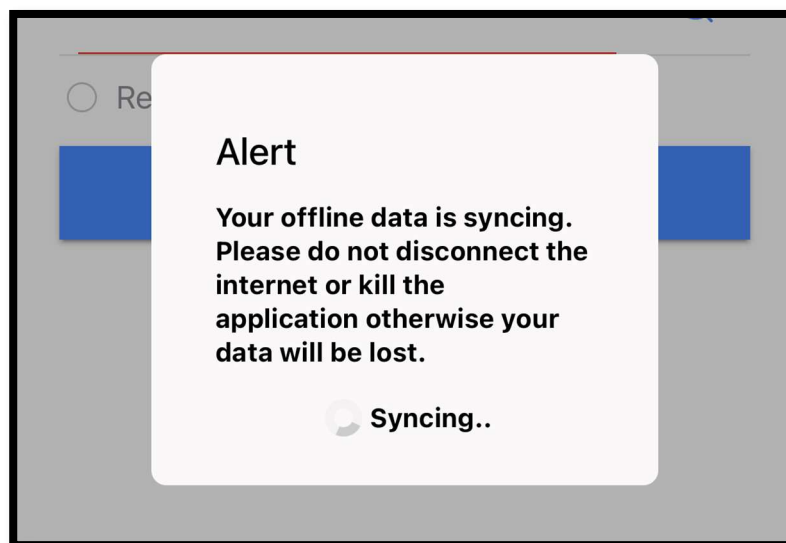 Re
Alert
Your offline data is syncing.
Please do not disconnect the
internet or kill the
application otherwise your
data will be lost.
Syncing..